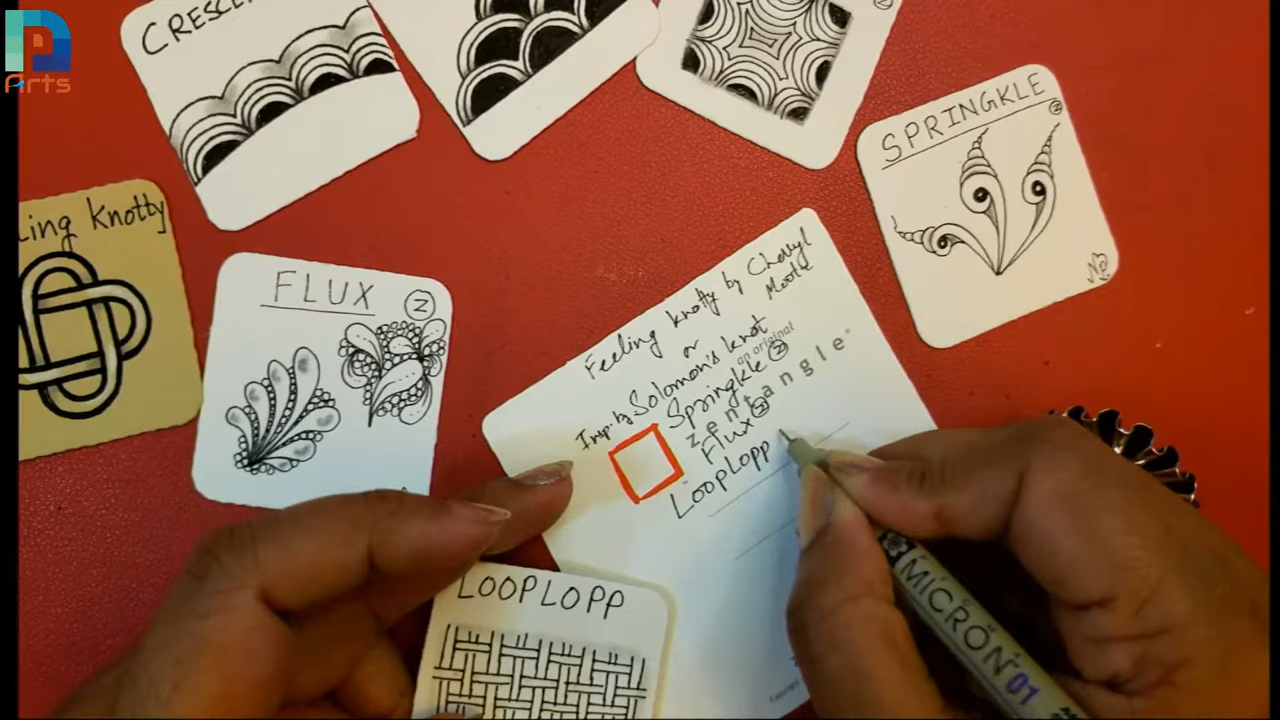 Arts
CRESCE
SPRINGKLE
Z
ling Knotty
FLUX
Z
Feeling knotty by Cheryl
Moote
or
Insp. by Solomon's knot
an original
Springkle Z
zentangle®
Flux Z
Looplopp
LOOPLOPP
MICRON
01